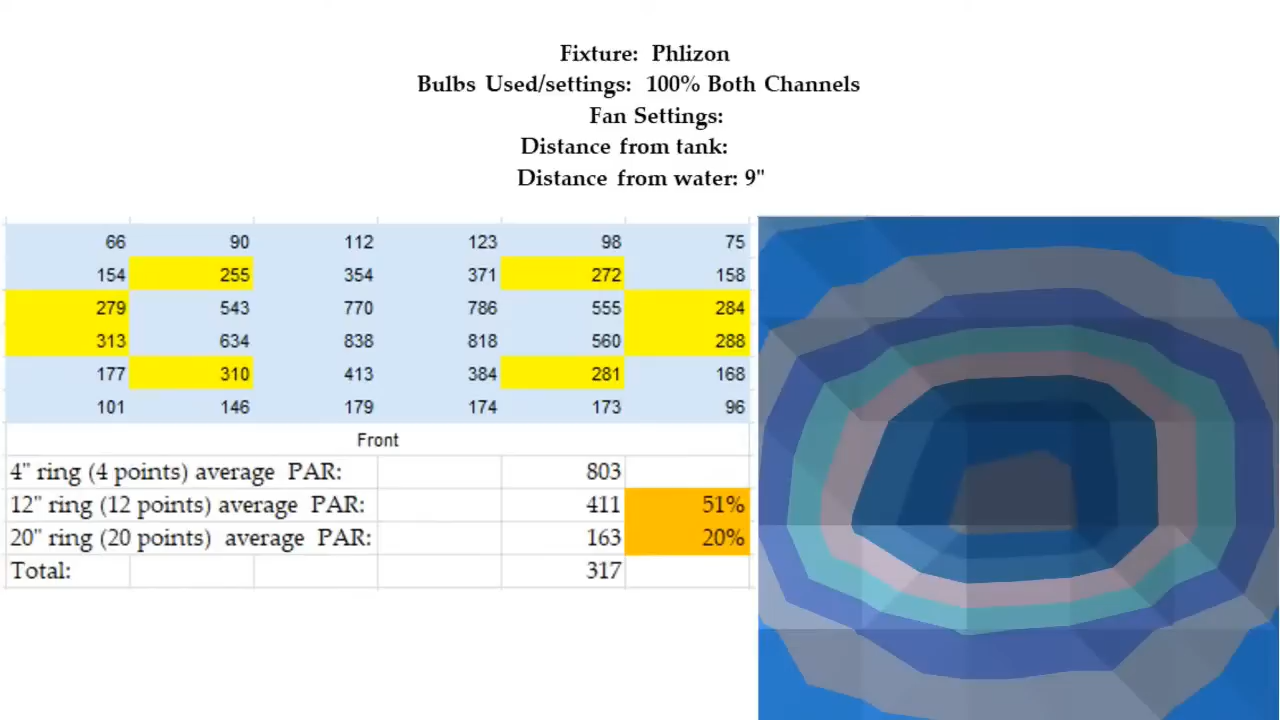 Fixture: Phlizon
Bulbs Used/settings: 100% Both Channels
Fan Settings:
Distance from tank:
Distance from water: 9"
66 90 112 123 98 75
154 255 354 371 272 158
279 543 770 786 555 284
313 634 838 818 560 288
177 310 413 384 281 168
101 146 179 174 173 96
Front
4" ring (4 points) average PAR: 803
12" ring (12 points) average PAR: 411 51%
20" ring (20 points) average PAR: 163 20%
Total: 317